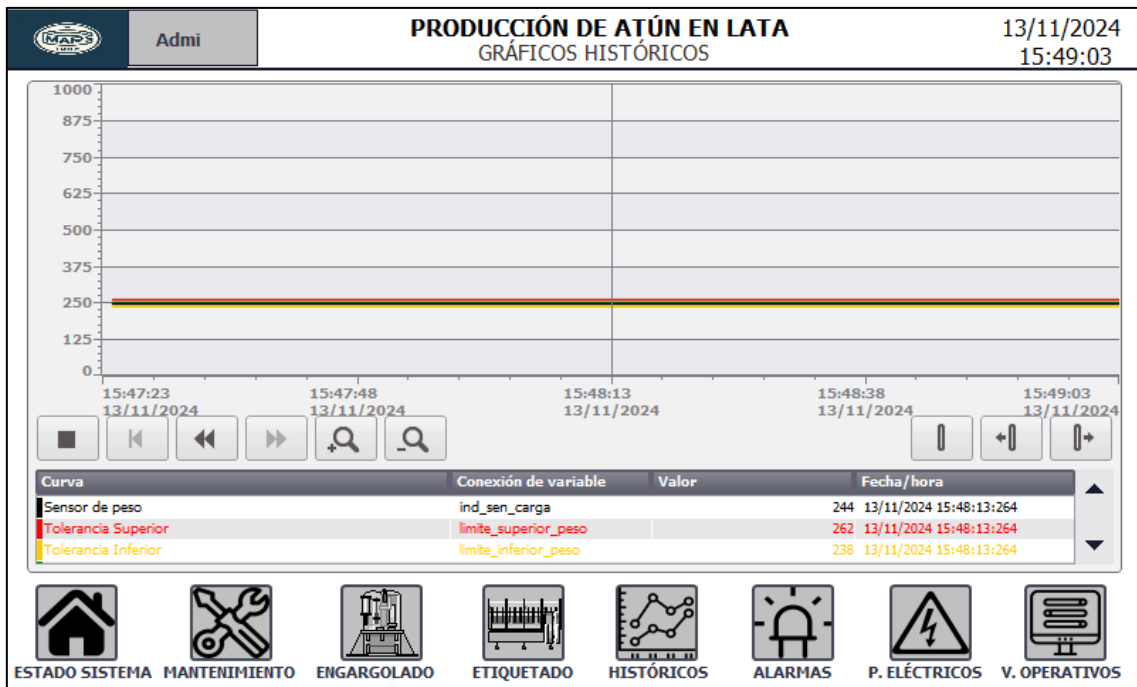 MAPS
Admi
PRODUCCIÓN DE ATÚN EN LATA
GRÁFICOS HISTÓRICOS
13/11/2024
15:49:03
1000
875
750
625
500
375
250
125
0
15:47:23 15:47:48 15:48:13 15:48:38 15:49:03
13/11/2024 13/11/2024 13/11/2024 13/11/2024 13/11/2024
Curva Conexión de variable Valor Fecha/hora
Sensor de peso ind_sen_carga 244 13/11/2024 15:48:13:264
Tolerancia Superior limite_superior_peso 262 13/11/2024 15:48:13:264
Tolerancia Inferior limite_inferior_peso 238 13/11/2024 15:48:13:264
ESTADO SISTEMA MANTENIMIENTO ENGARGOLADO ETIQUETADO HISTÓRICOS ALARMAS P. ELÉCTRICOS V. OPERATIVOS